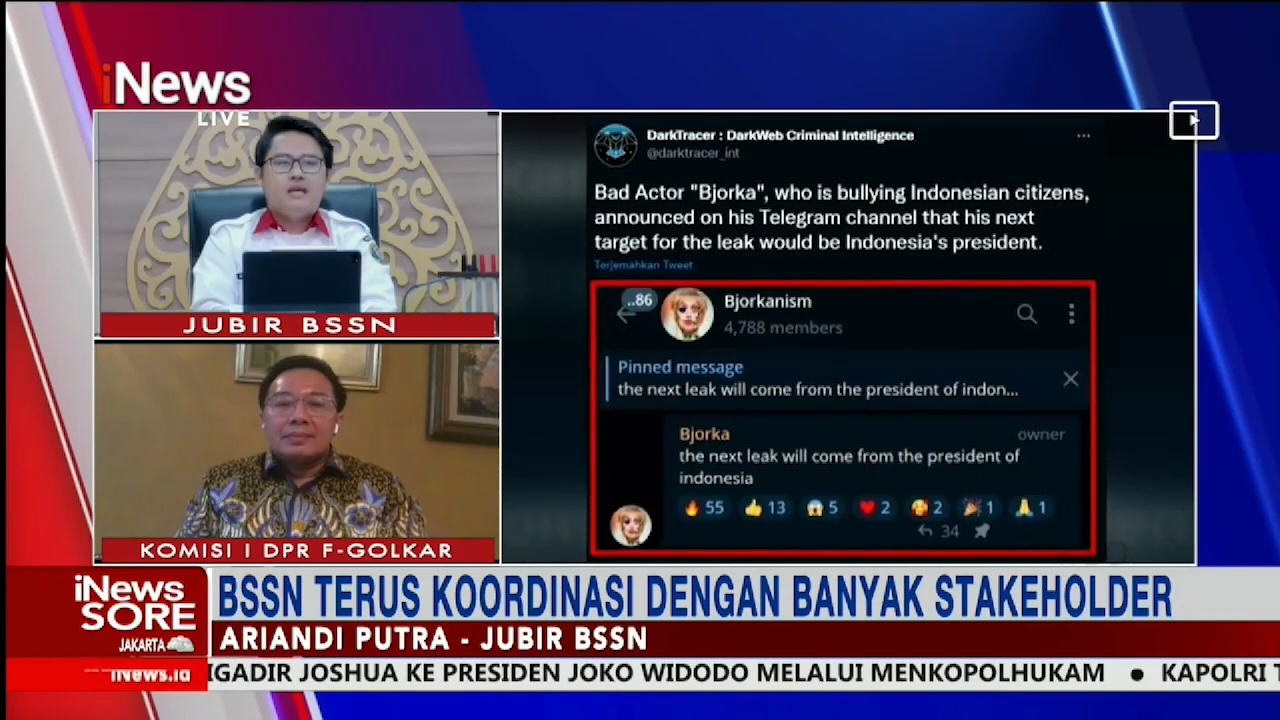 iNews
LIVE
JUBIR BSSN
KOMISI I DPR F-GOLKAR
DarkTracer : DarkWeb Criminal Intelligence
@darktracer_int
Bad Actor "Bjorka", who is bullying Indonesian citizens,
announced on his Telegram channel that his next
target for the leak would be Indonesia's president.
Terjemahkan Tweet
..86
Bjorkanism
4,788 members
Pinned message
the next leak will come from the president of indon...
Bjorka
owner
the next leak will come from the president of
indonesia
🔥 55 👍 13 😱 5 ❤️ 2 🥰 2 🎉 1 🙏 1
34
iNews
SORE
JAKARTA
BSSN TERUS KOORDINASI DENGAN BANYAK STAKEHOLDER
ARIANDI PUTRA - JUBIR BSSN
iNews.id
IGADIR JOSHUA KE PRESIDEN JOKO WIDODO MELALUI MENKOPOLHUKAM ● KAPOLRI T